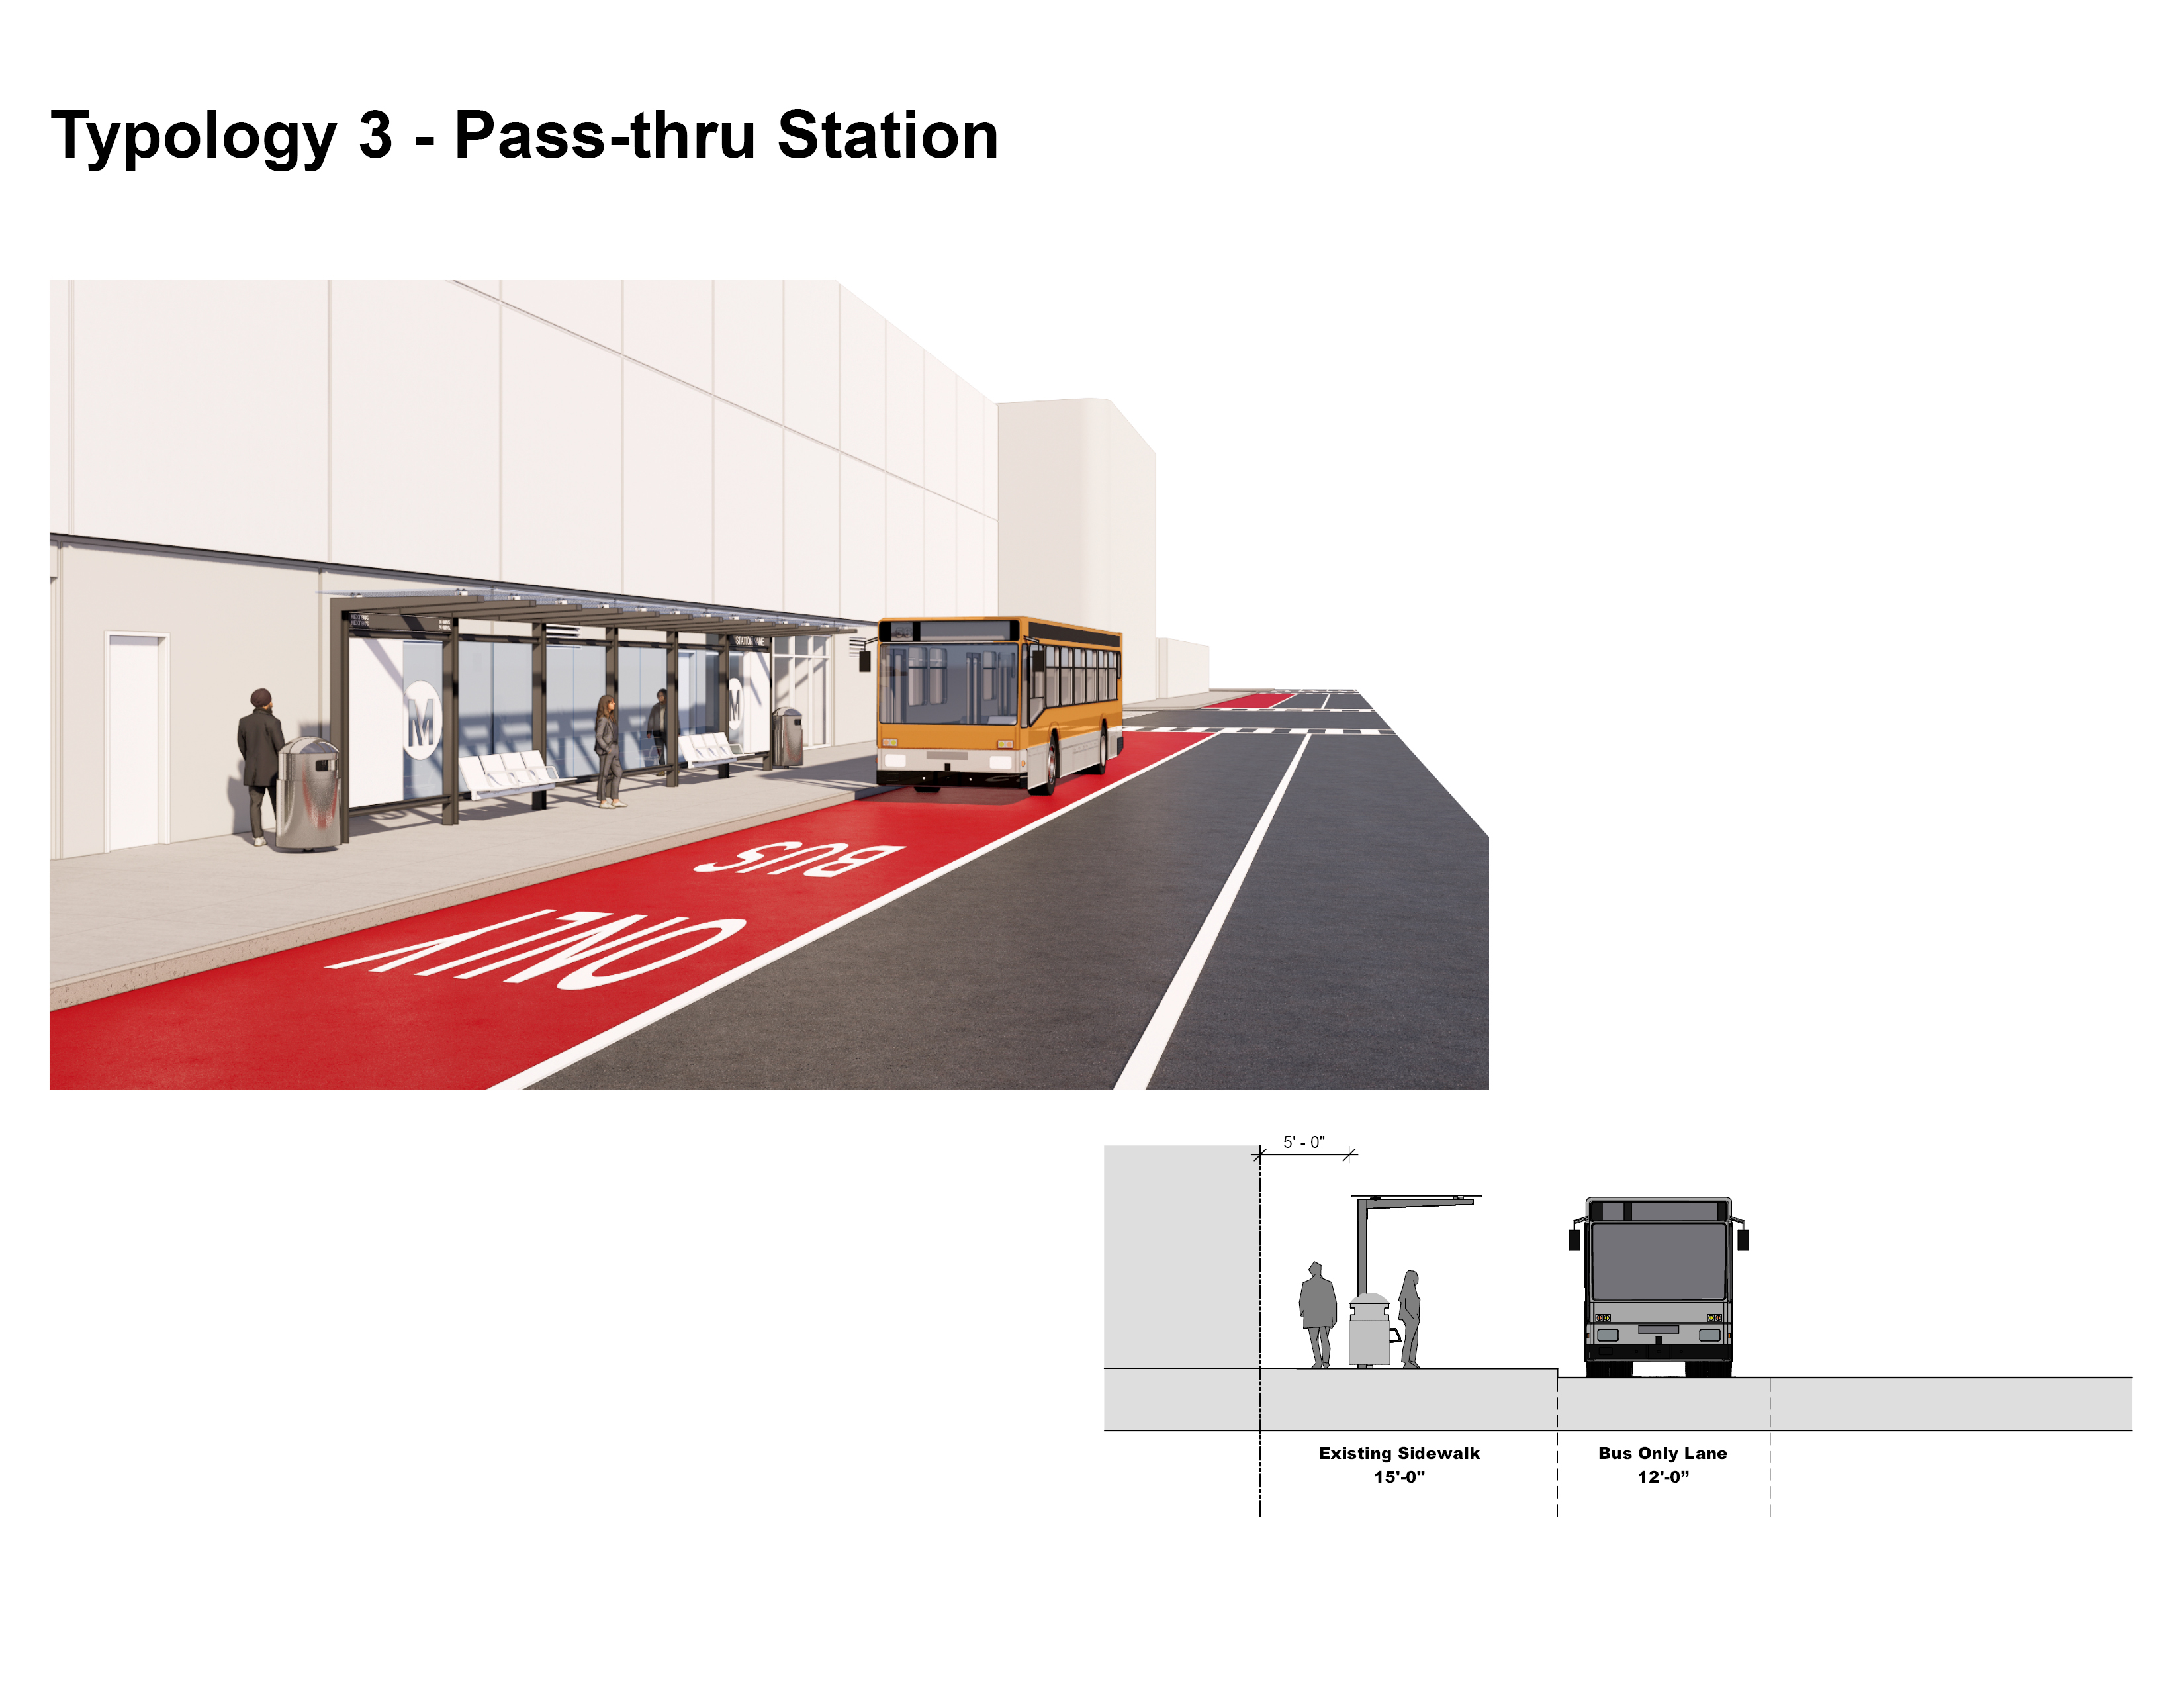 Typology 3 - Pass-thru Station
M
M
BUS
ONLY
5' - 0"
Existing Sidewalk
15'-0"
Bus Only Lane
12'-0”